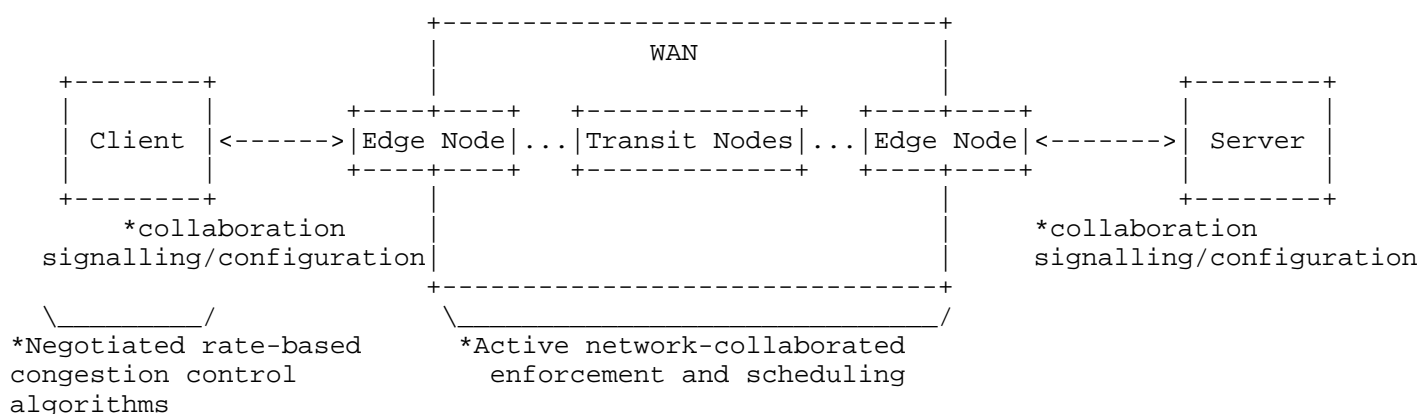 WAN
Client <------>|Edge Node|...|Transit Nodes|...|Edge Node|<-------> Server
*collaboration *collaboration
signalling/configuration signalling/configuration
*Negotiated rate-based *Active network-collaborated
congestion control enforcement and scheduling
algorithms